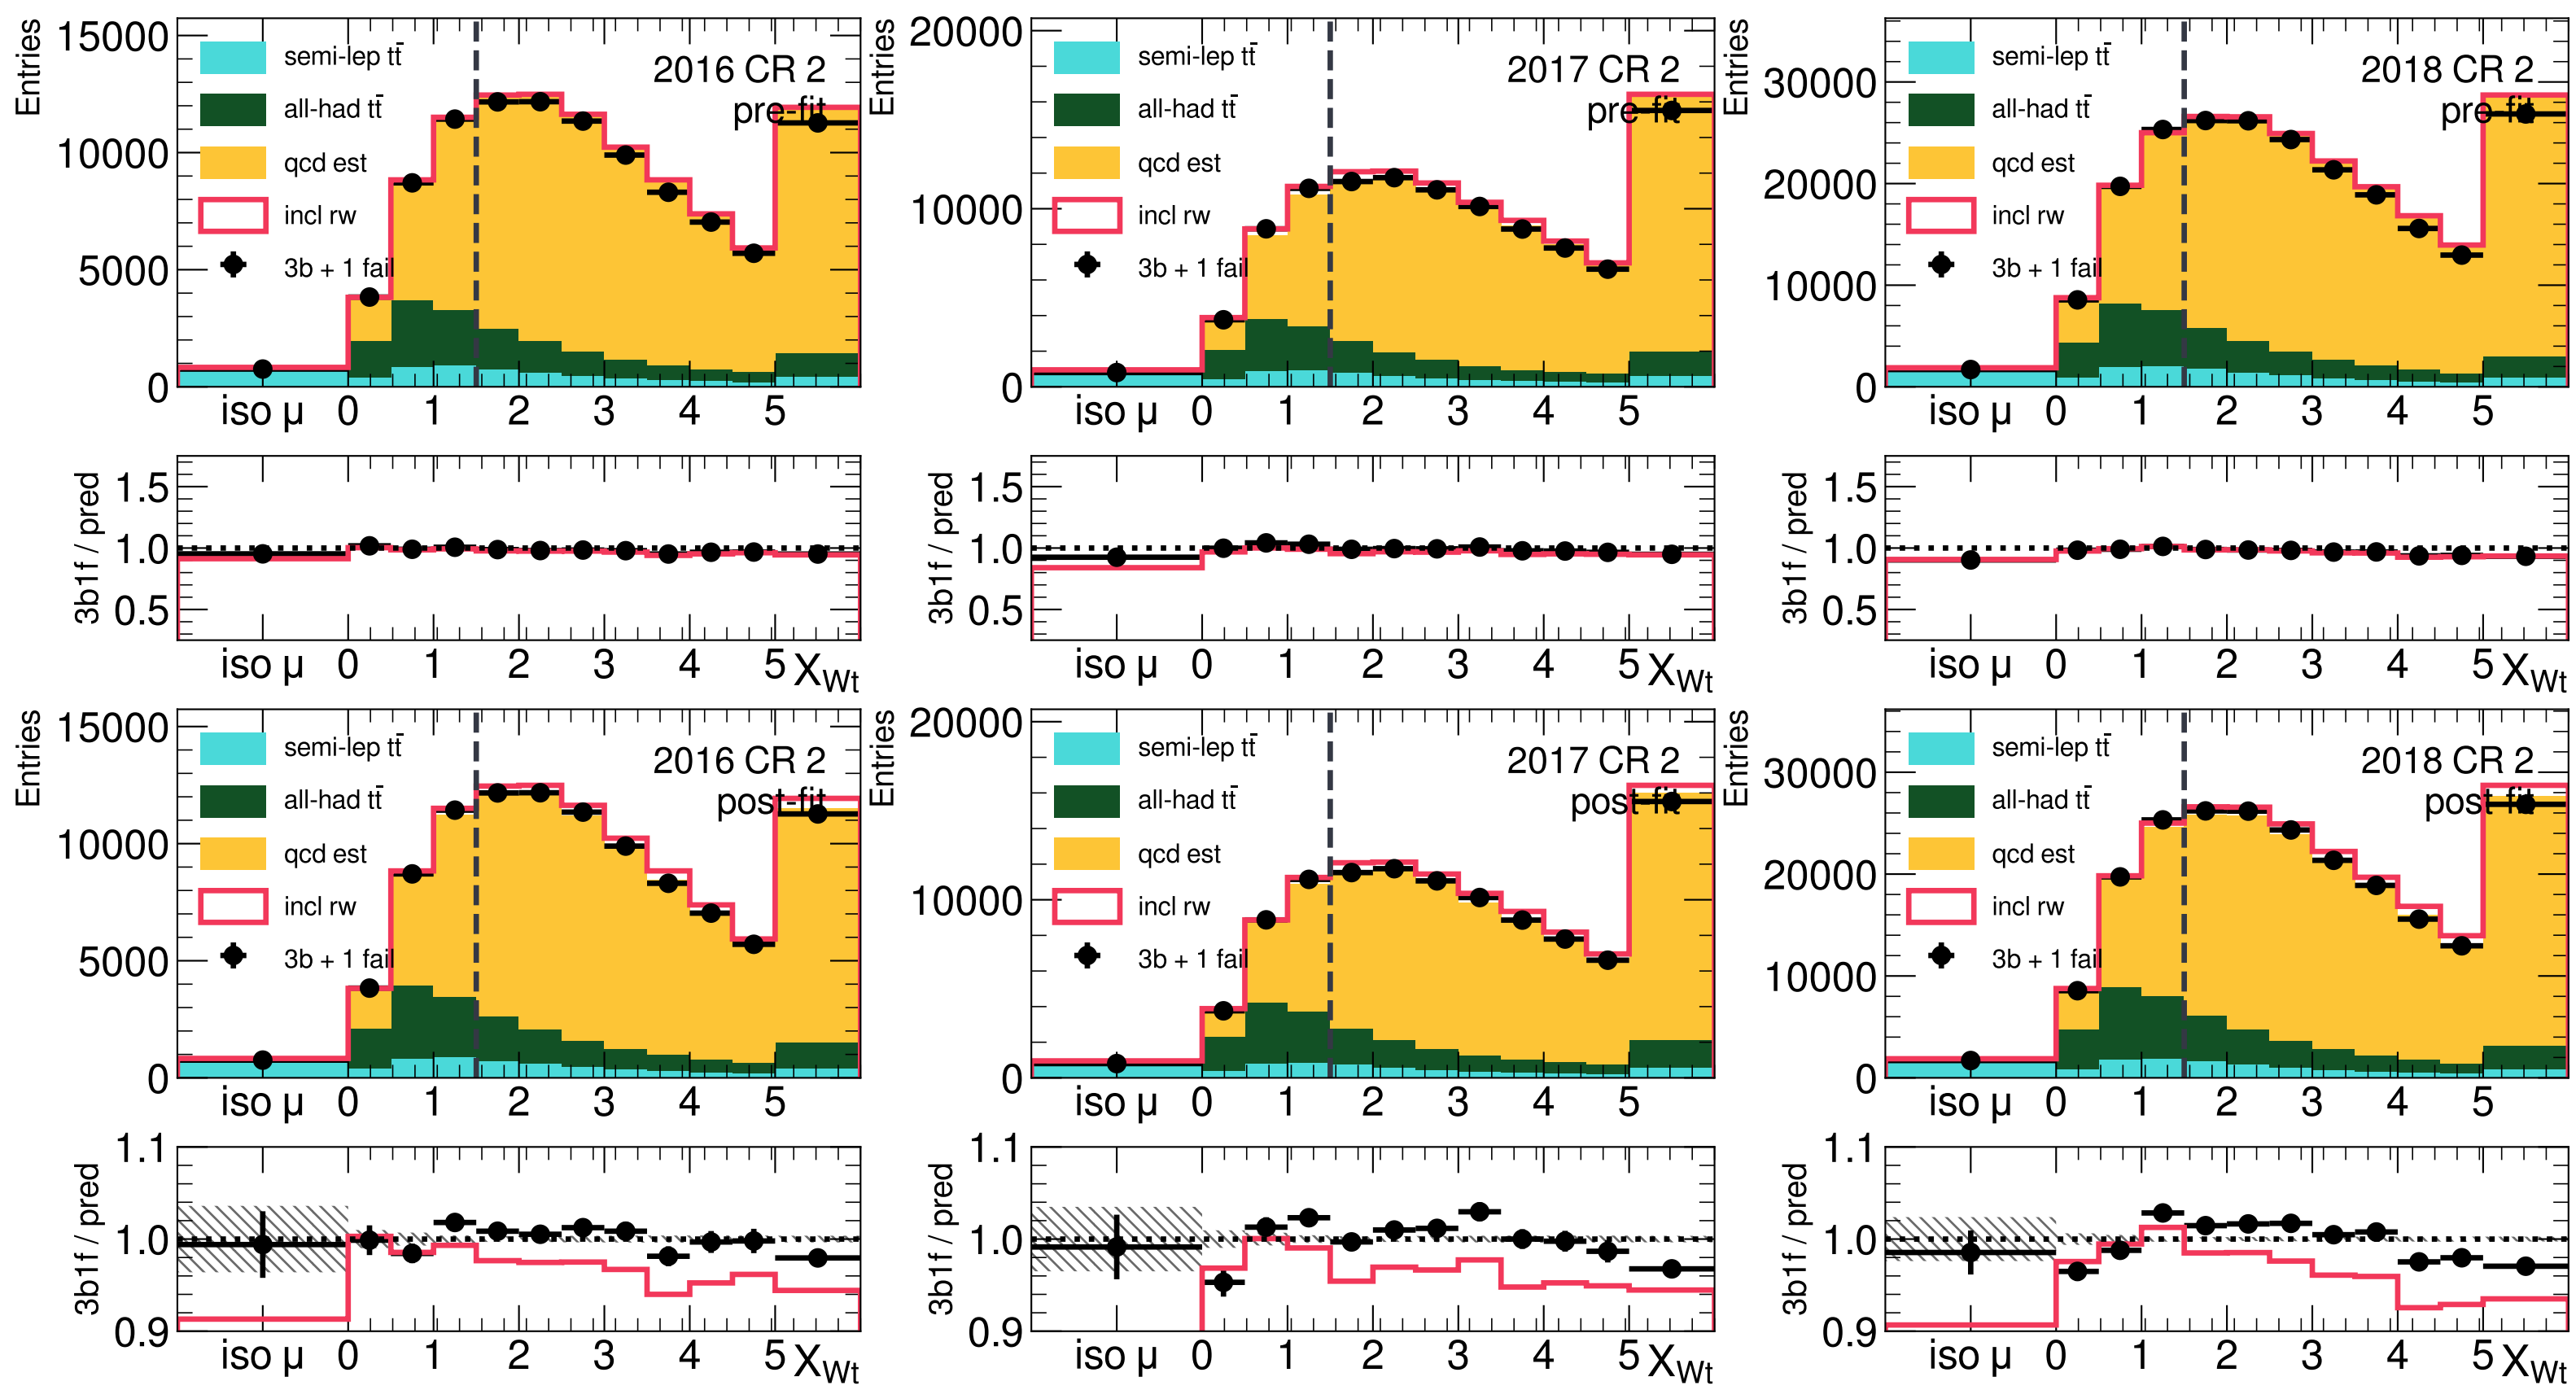 Entries
15000
10000
5000
0
semi-lep tt̄
all-had tt̄
qcd est
incl rw
3b + 1 fail
2016 CR 2
pre-fit
iso μ 0 1 2 3 4 5
Entries
20000
10000
0
semi-lep tt̄
all-had tt̄
qcd est
incl rw
3b + 1 fail
2017 CR 2
pre-fit
iso μ 0 1 2 3 4 5
Entries
30000
20000
10000
0
semi-lep tt̄
all-had tt̄
qcd est
incl rw
3b + 1 fail
2018 CR 2
pre-fit
iso μ 0 1 2 3 4 5
3b1f / pred
1.5
1.0
0.5
iso μ 0 1 2 3 4 5 X_Wt
3b1f / pred
1.5
1.0
0.5
iso μ 0 1 2 3 4 5 X_Wt
3b1f / pred
1.5
1.0
0.5
iso μ 0 1 2 3 4 5 X_Wt
Entries
15000
10000
5000
0
semi-lep tt̄
all-had tt̄
qcd est
incl rw
3b + 1 fail
2016 CR 2
post-fit
iso μ 0 1 2 3 4 5
Entries
20000
10000
0
semi-lep tt̄
all-had tt̄
qcd est
incl rw
3b + 1 fail
2017 CR 2
post-fit
iso μ 0 1 2 3 4 5
Entries
30000
20000
10000
0
semi-lep tt̄
all-had tt̄
qcd est
incl rw
3b + 1 fail
2018 CR 2
post-fit
iso μ 0 1 2 3 4 5
3b1f / pred
1.1
1.0
0.9
iso μ 0 1 2 3 4 5 X_Wt
3b1f / pred
1.1
1.0
0.9
iso μ 0 1 2 3 4 5 X_Wt
3b1f / pred
1.1
1.0
0.9
iso μ 0 1 2 3 4 5 X_Wt